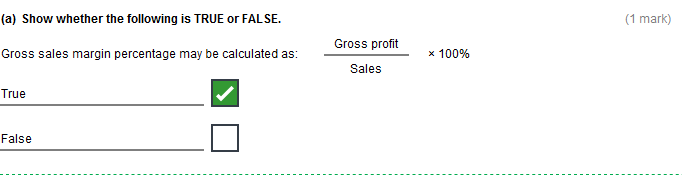 (a) Show whether the following is TRUE or FALSE. (1 mark)
Gross sales margin percentage may be calculated as: Gross profit
Sales × 100%
True
False